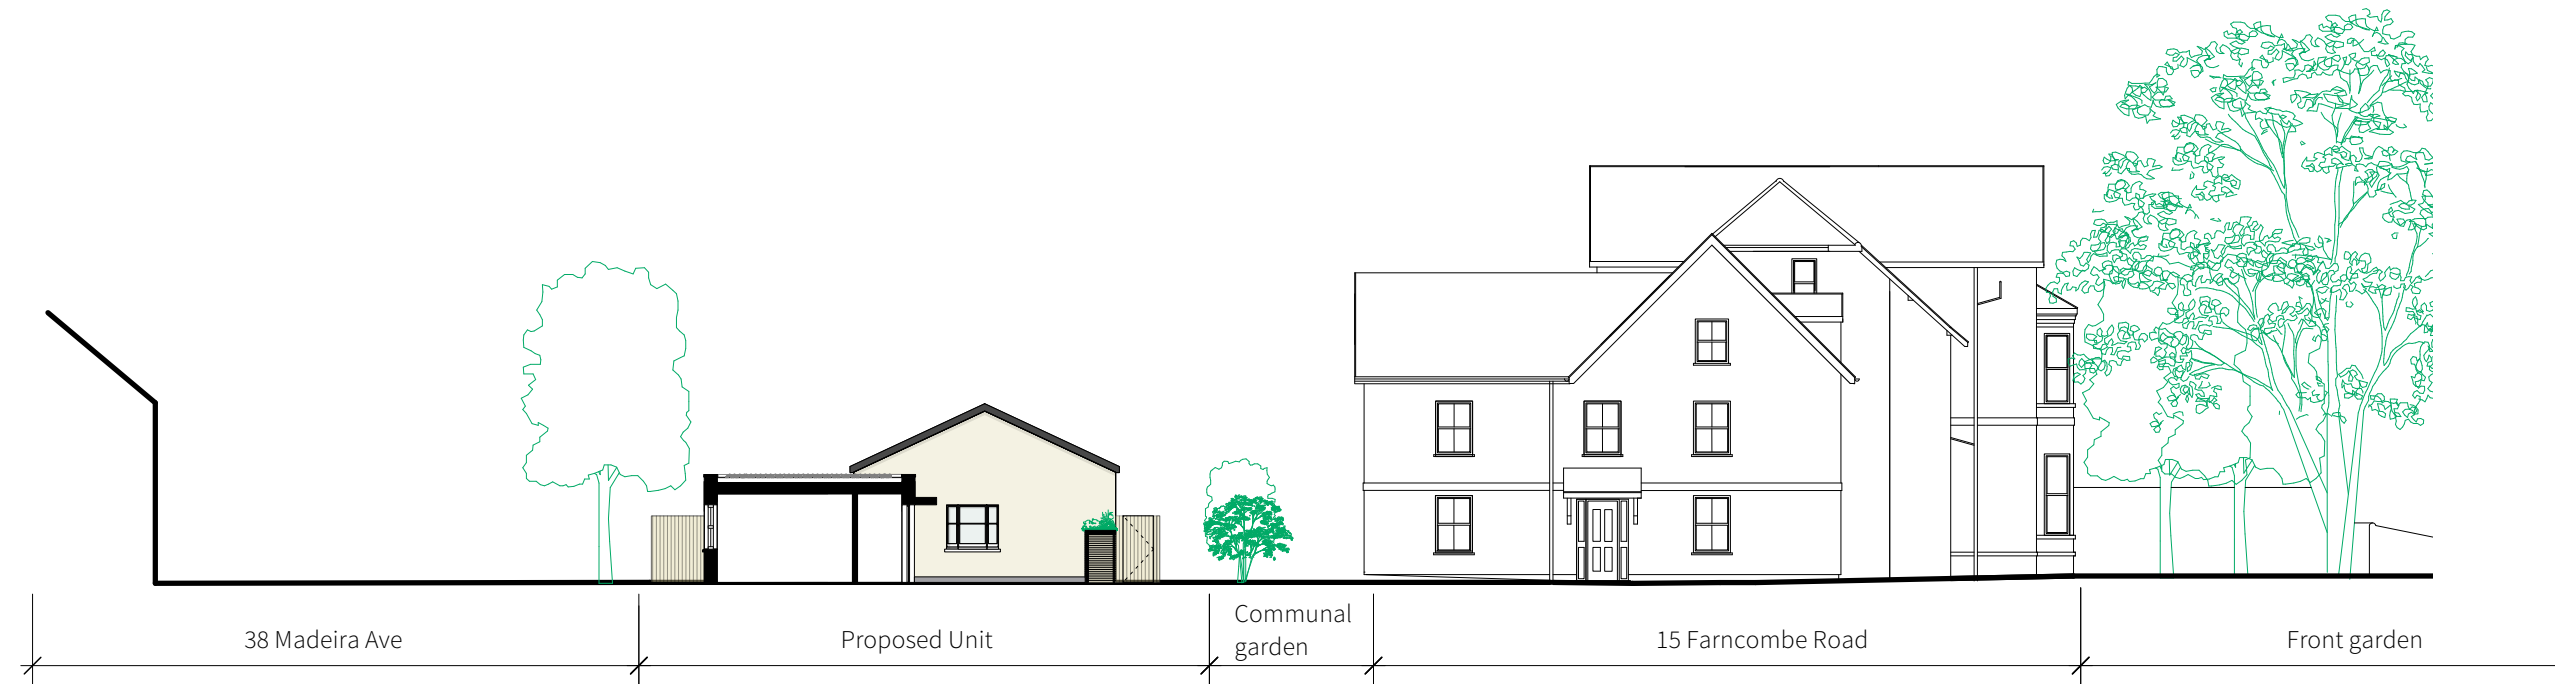 38 Madeira Ave
Proposed Unit
Communal
garden
15 Farncombe Road
Front garden